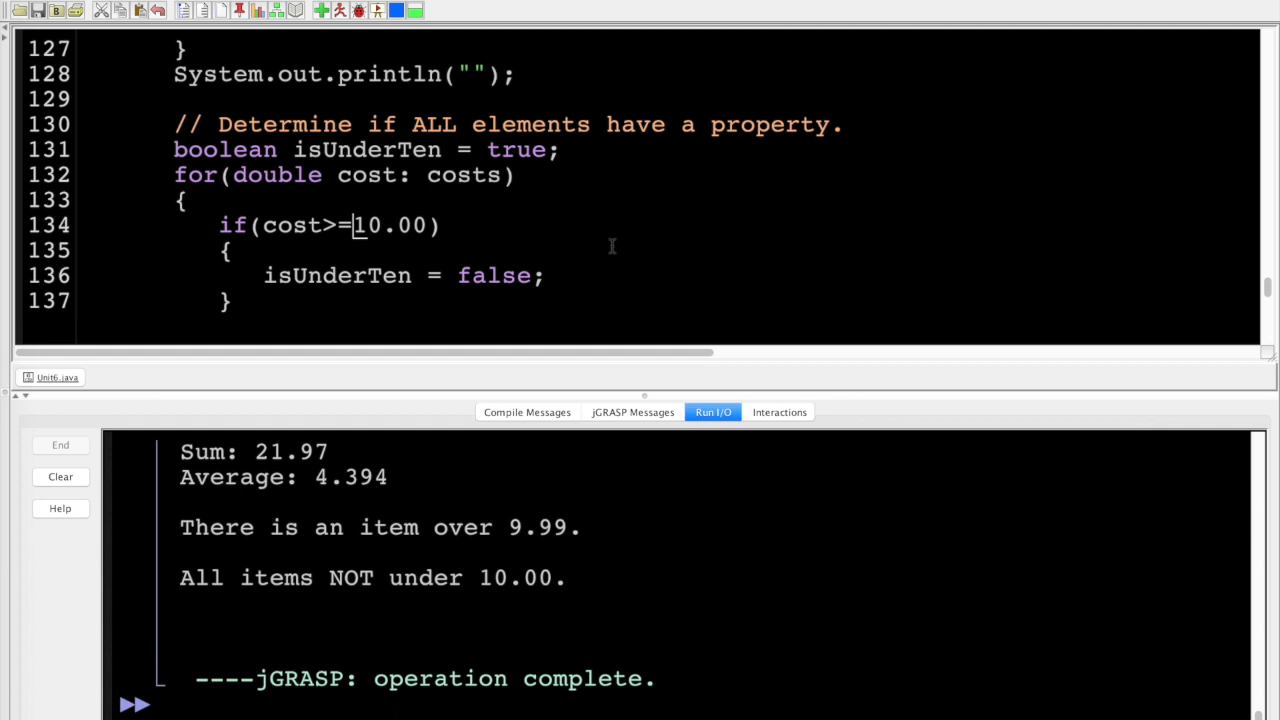 127 }
128 System.out.println("");
129
130 // Determine if ALL elements have a property.
131 boolean isUnderTen = true;
132 for(double cost: costs)
133 {
134 if(cost>=10.00)
135 {
136 isUnderTen = false;
137 }
Unit6.java
Compile Messages jGRASP Messages Run I/O Interactions
End
Clear
Help
Sum: 21.97
Average: 4.394
There is an item over 9.99.
All items NOT under 10.00.
----jGRASP: operation complete.